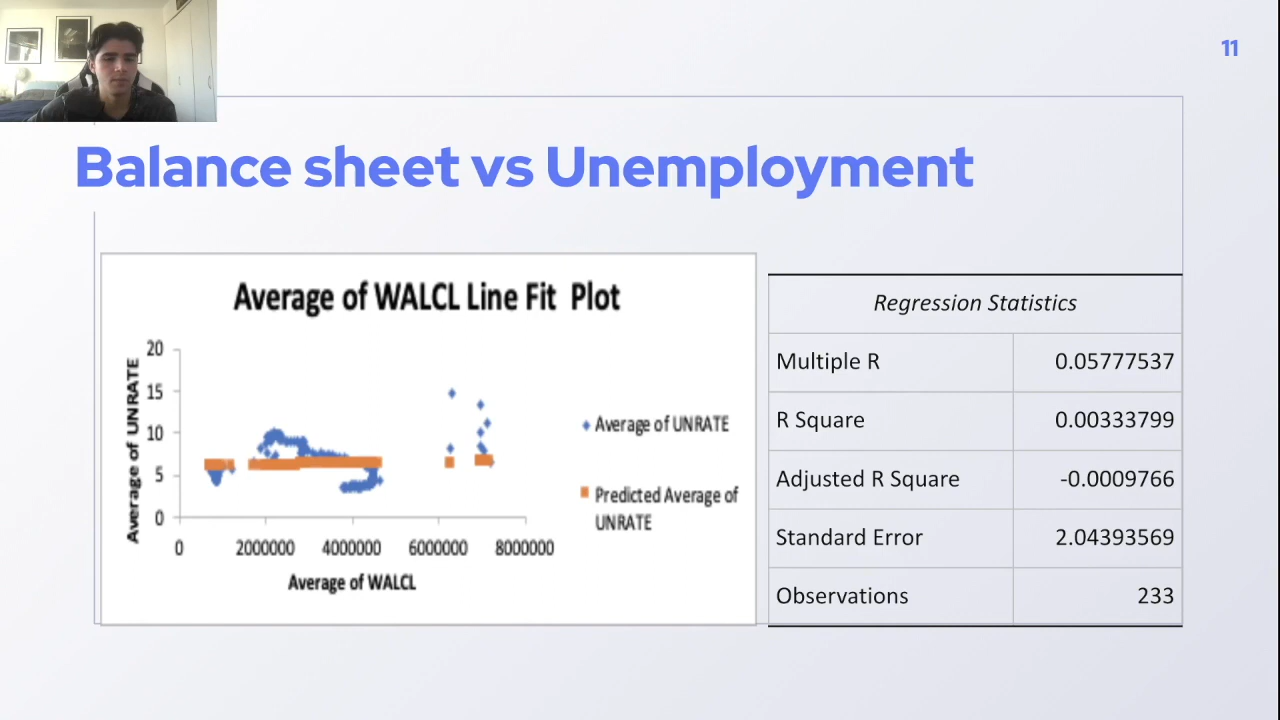 11
Balance sheet vs Unemployment
Average of WALCL Line Fit Plot
Average of UNRATE
20
15
10
5
0
0 2000000 4000000 6000000 8000000
Average of WALCL
Average of UNRATE
Predicted Average of
UNRATE
Regression Statistics
Multiple R 0.05777537
R Square 0.00333799
Adjusted R Square -0.0009766
Standard Error 2.04393569
Observations 233